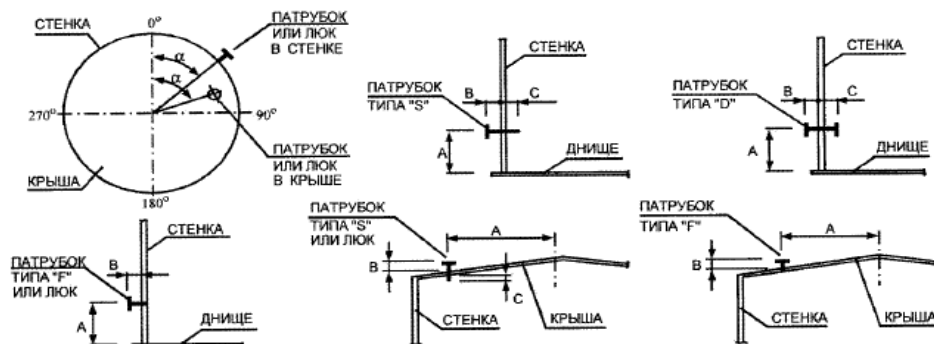 СТЕНКА
0°
ПАТРУБОК
ИЛИ ЛЮК
В СТЕНКЕ
α
α
270°
90°
ПАТРУБОК
ИЛИ ЛЮК
В КРЫШЕ
КРЫША
180°
СТЕНКА
ПАТРУБОК
ТИПА "S"
B
C
A
ДНИЩЕ
СТЕНКА
ПАТРУБОК
ТИПА "D"
B
C
A
ДНИЩЕ
СТЕНКА
ПАТРУБОК
ТИПА "F"
ИЛИ ЛЮК
B
A
ДНИЩЕ
ПАТРУБОК
ТИПА "S"
ИЛИ ЛЮК
A
B
C
СТЕНКА
КРЫША
ПАТРУБОК
ТИПА "F"
A
B
СТЕНКА
КРЫША